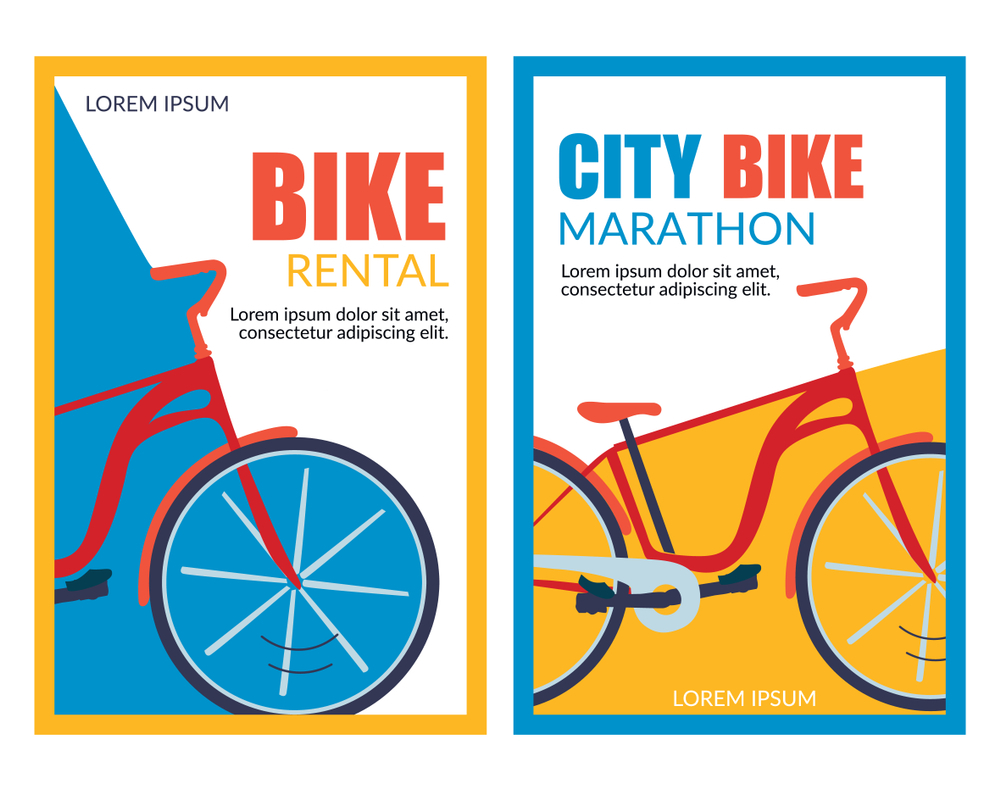 LOREM IPSUM
BIKE
RENTAL
Lorem ipsum dolor sit amet,
consectetur adipiscing elit.
CITY BIKE
MARATHON
Lorem ipsum dolor sit amet,
consectetur adipiscing elit.
LOREM IPSUM